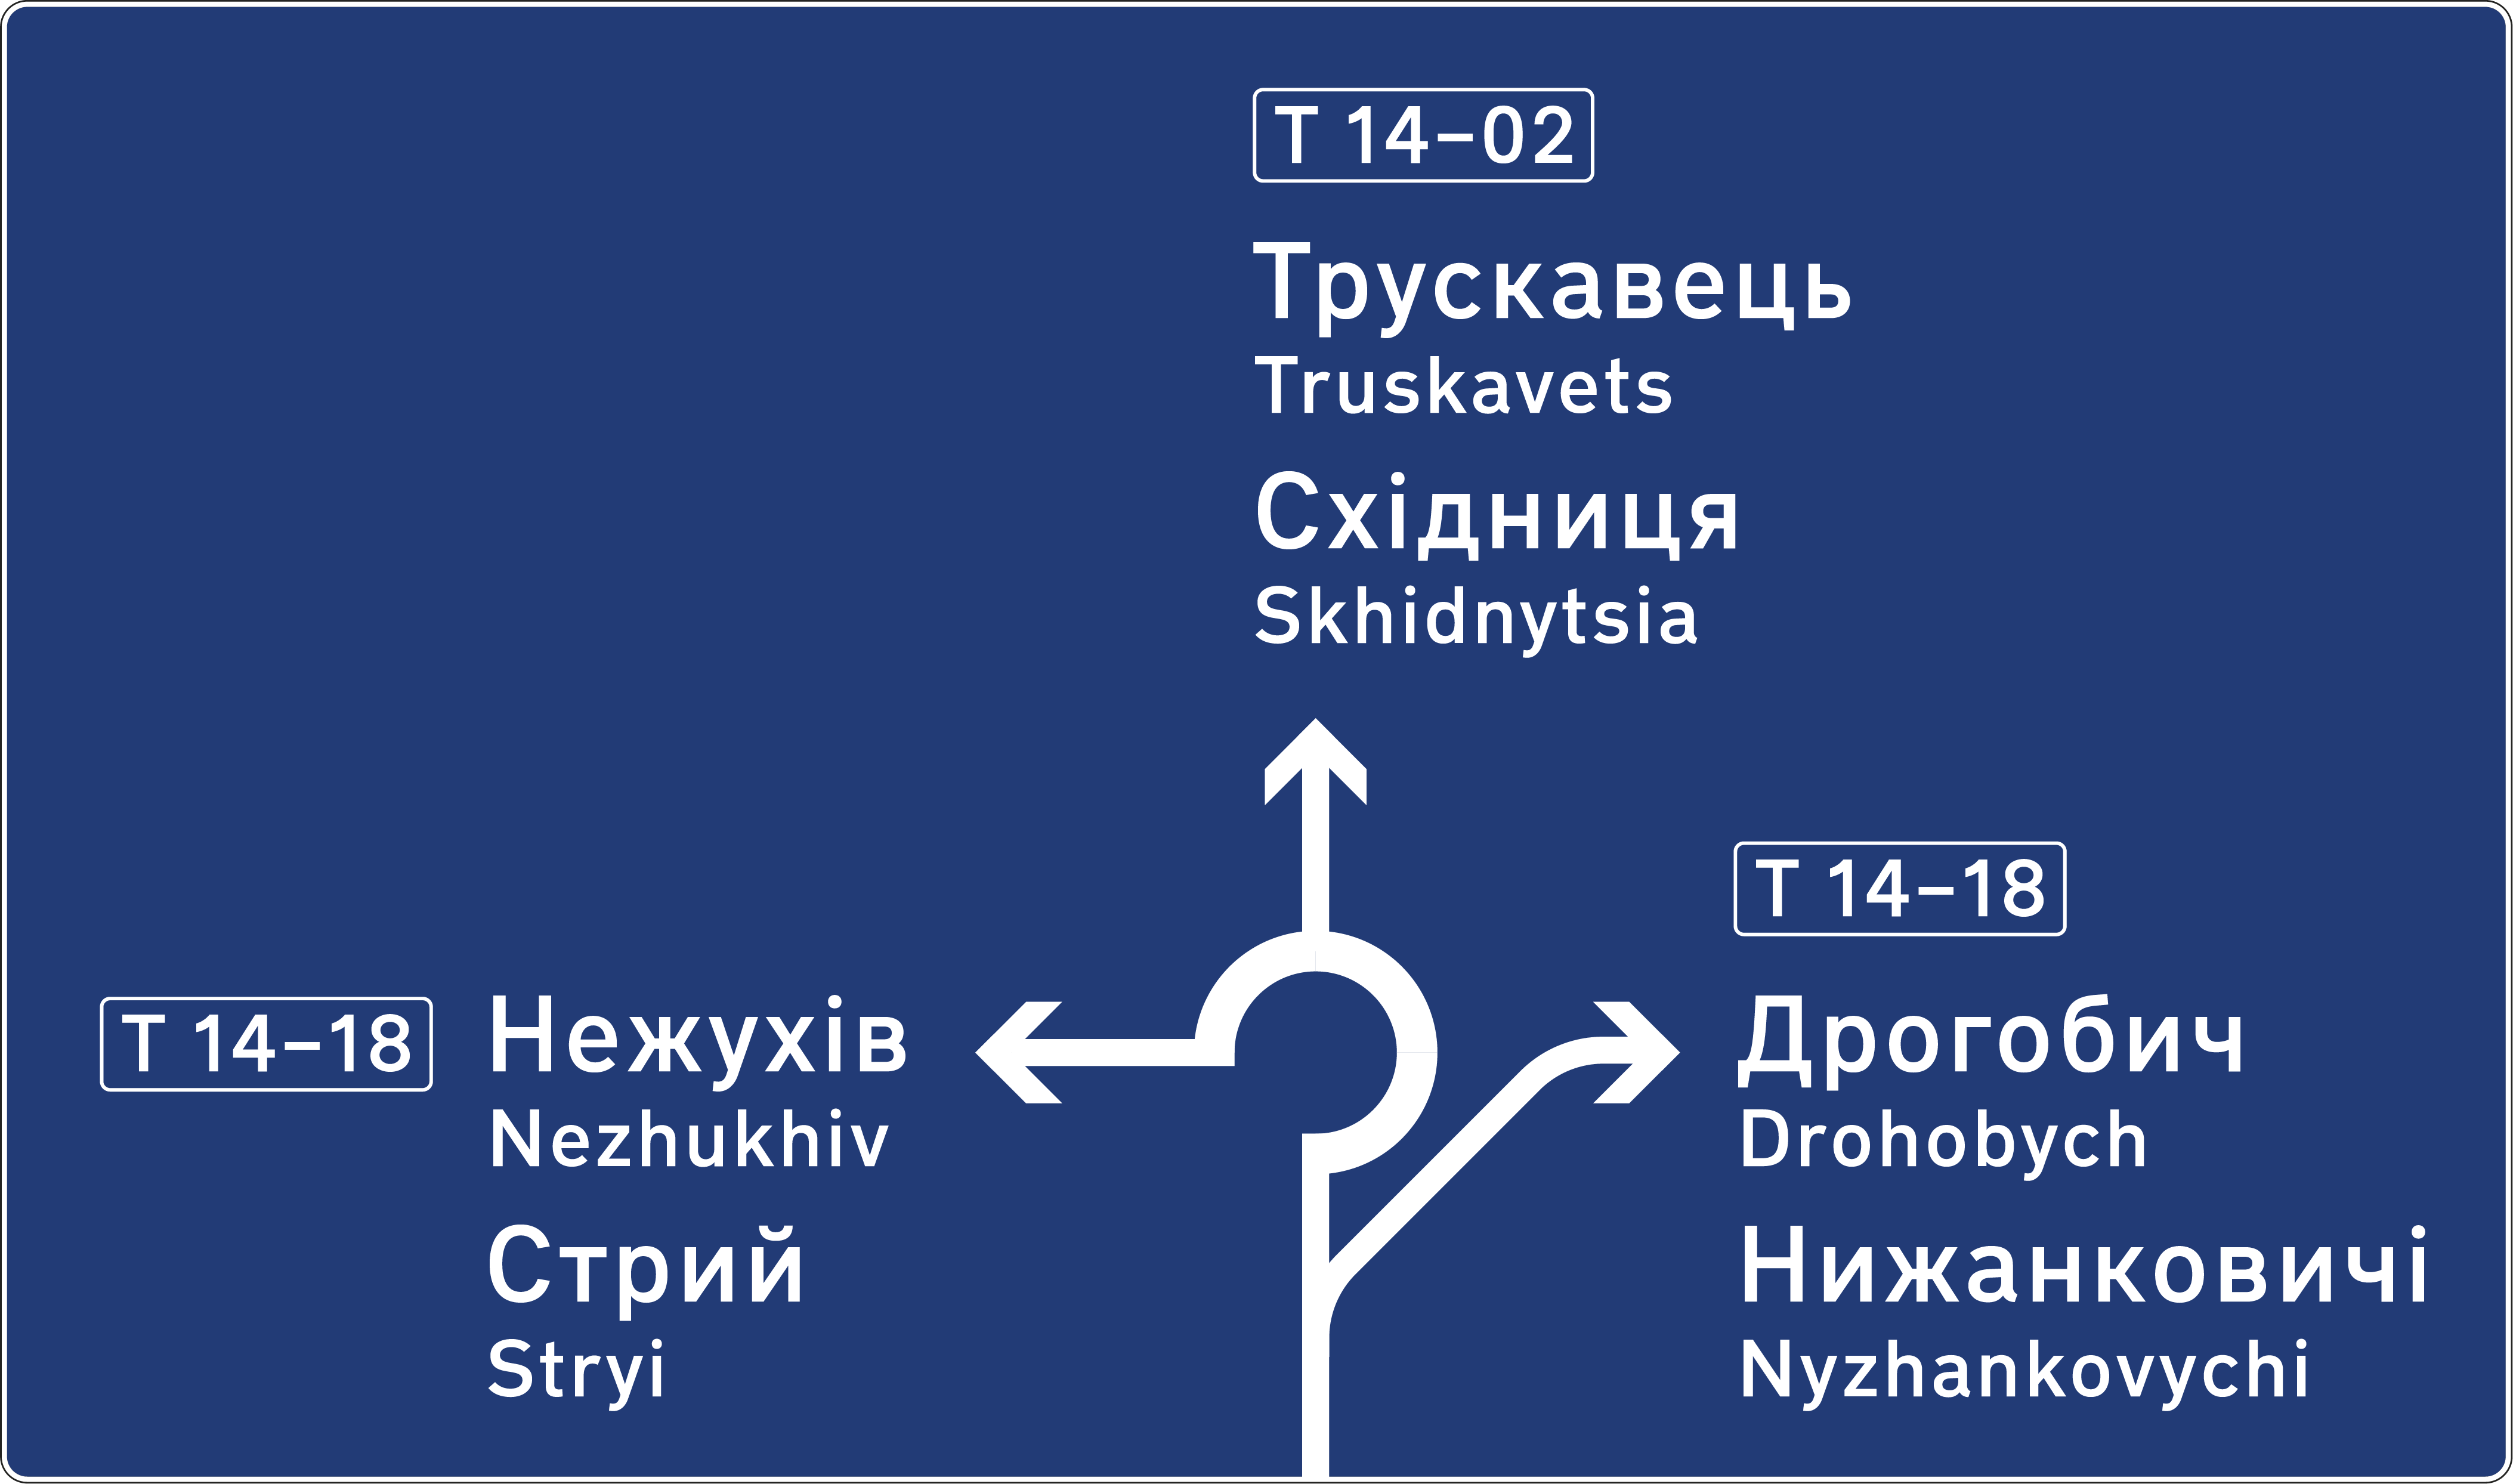 Т 14–02
Трускавець
Truskavets
Східниця
Skhidnytsia
Т 14–18
Нежухів
Nezhukhiv
Стрий
Stryi
Т 14–18
Дрогобич
Drohobych
Нижанковичі
Nyzhankovychi